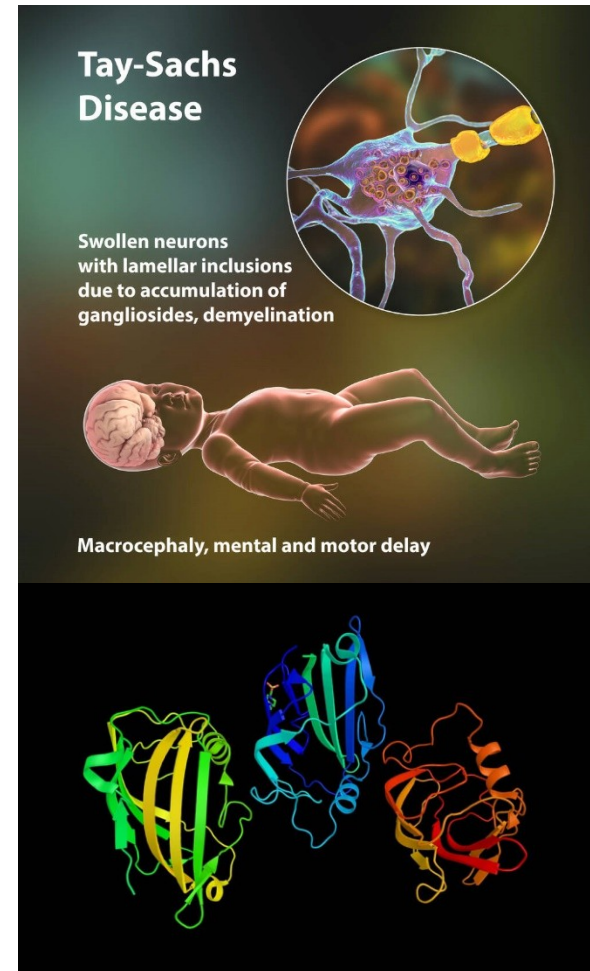 Tay-Sachs
Disease
Swollen neurons
with lamellar inclusions
due to accumulation of
gangliosides, demyelination
Macrocephaly, mental and motor delay